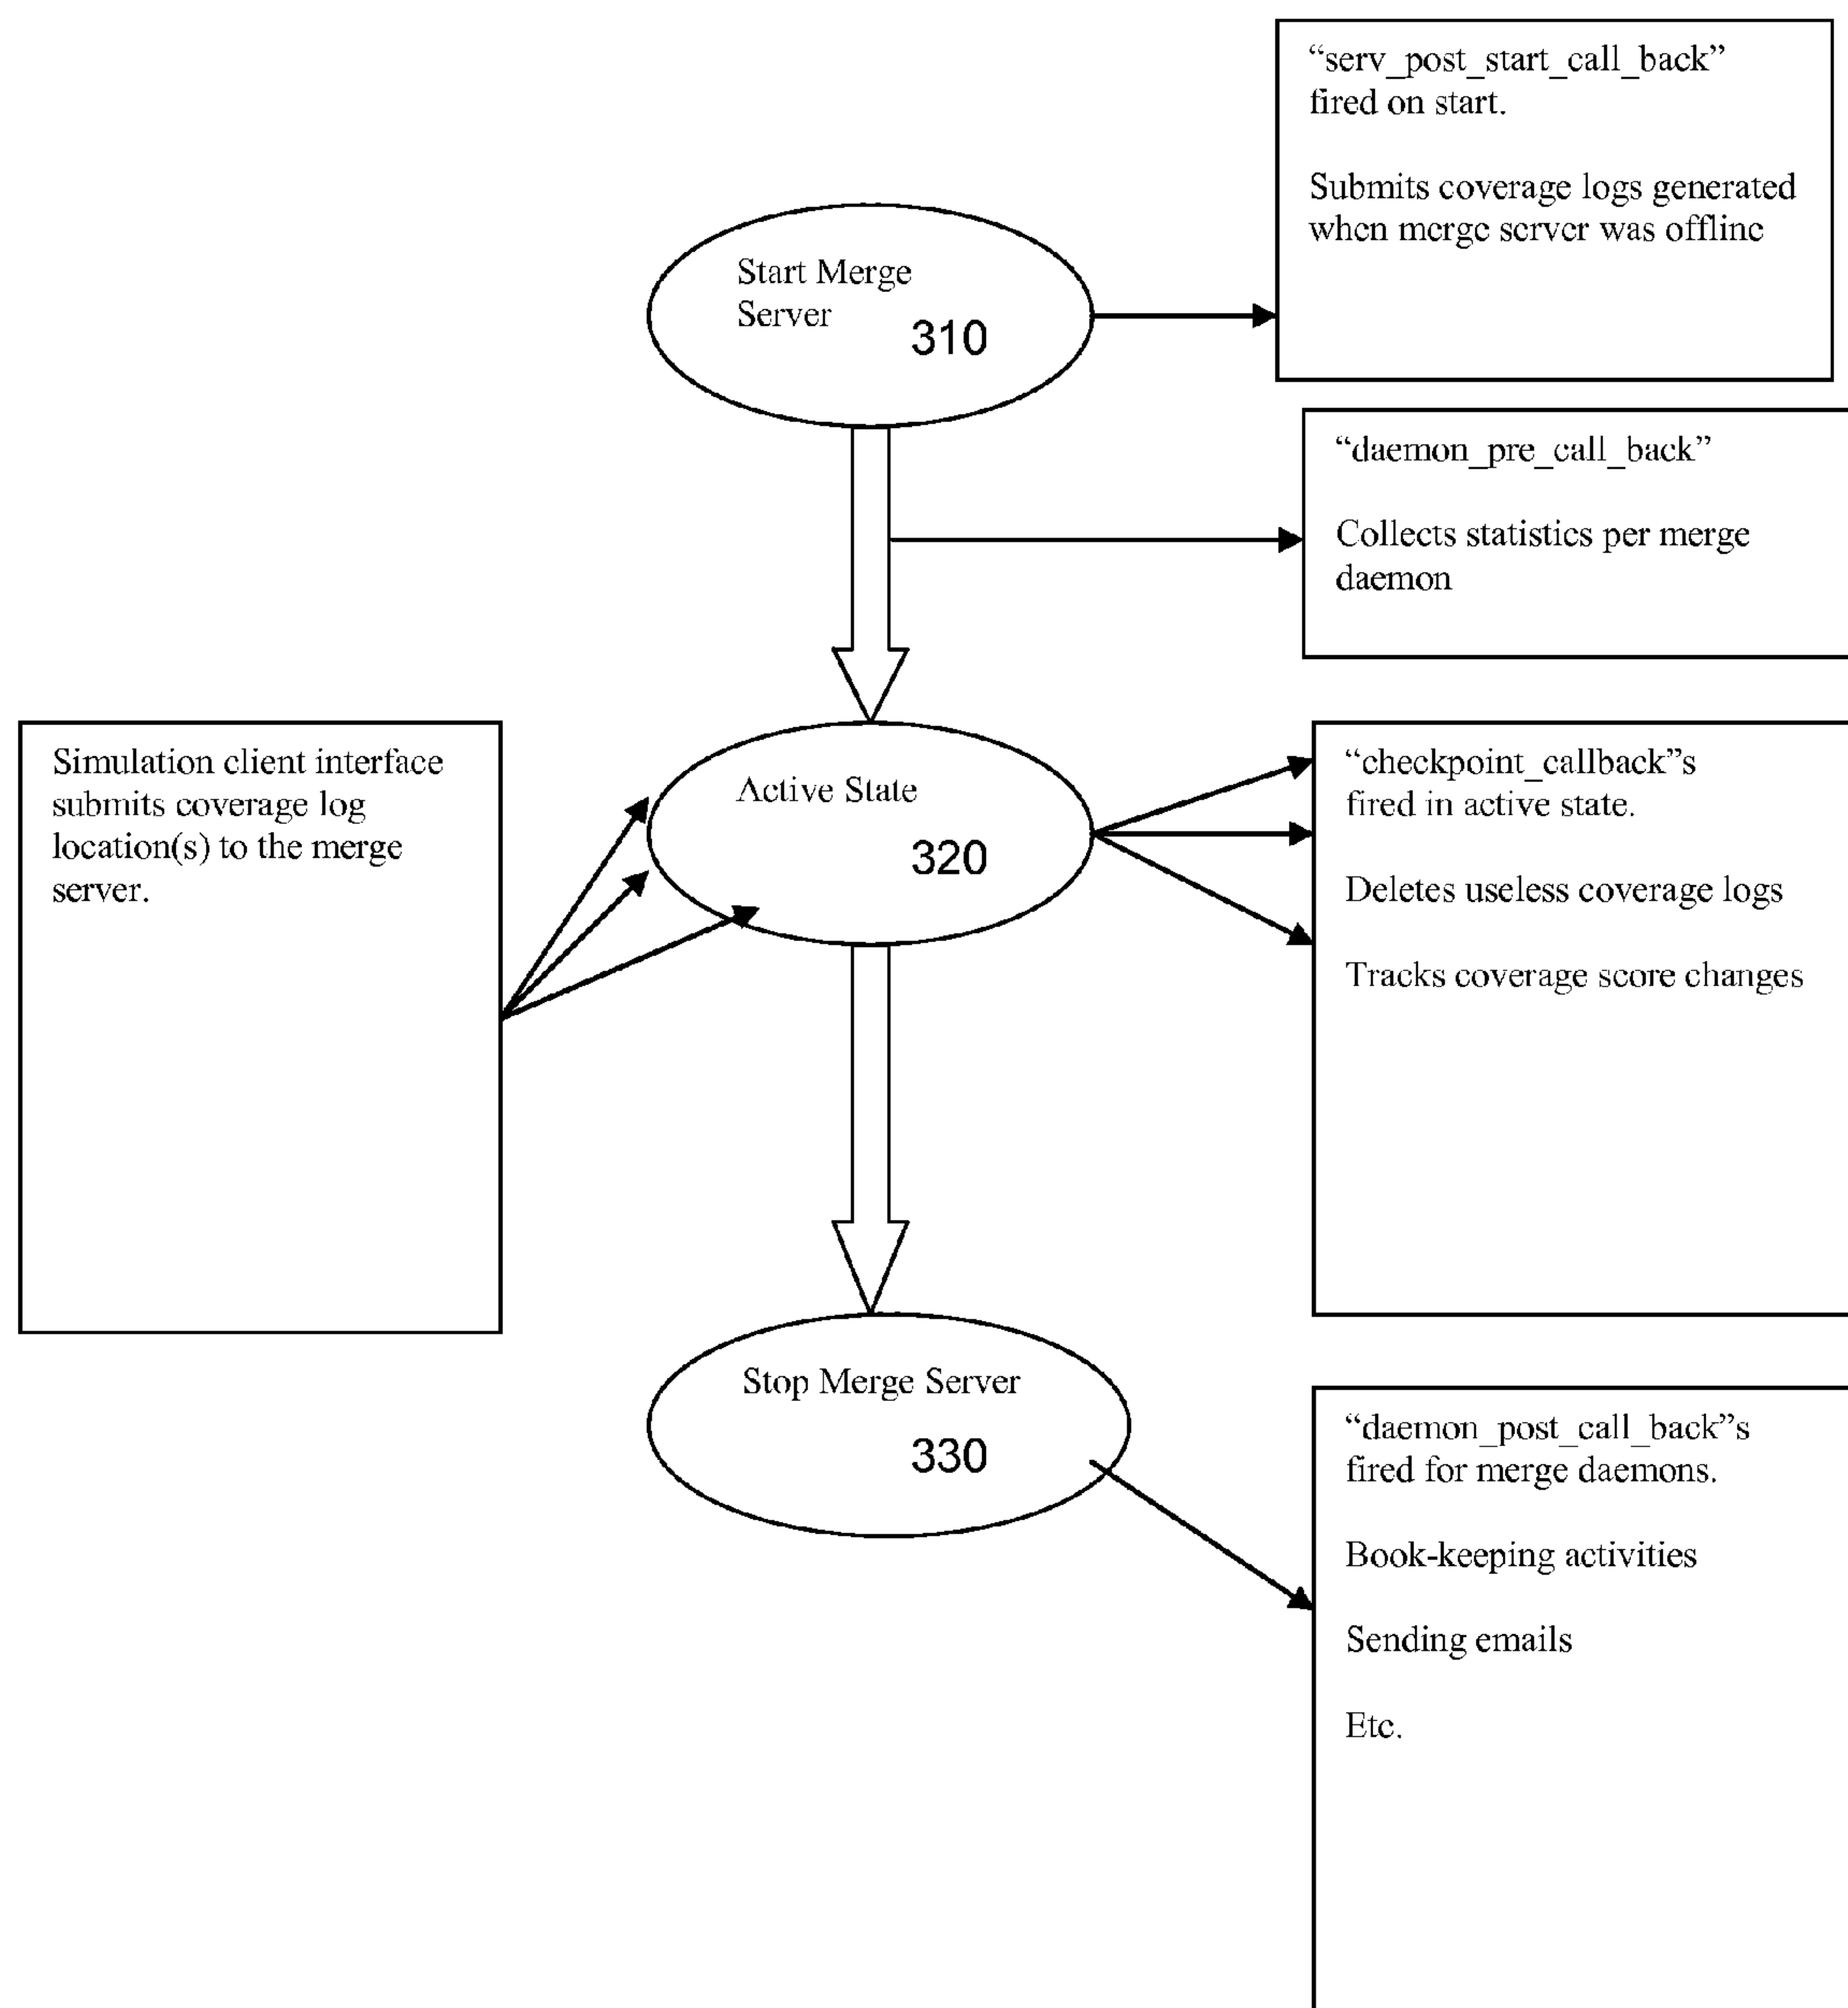 “serv_post_start_call_back”
fired on start.
Submits coverage logs generated
when merge server was offline
Start Merge
Server
310
“daemon_pre_call_back”
Collects statistics per merge
daemon
Simulation client interface
submits coverage log
location(s) to the merge
server.
Active State
320
“checkpoint_callback”s
fired in active state.
Deletes useless coverage logs
Tracks coverage score changes
Stop Merge Server
330
“daemon_post_call_back”s
fired for merge daemons.
Book-keeping activities
Sending emails
Etc.